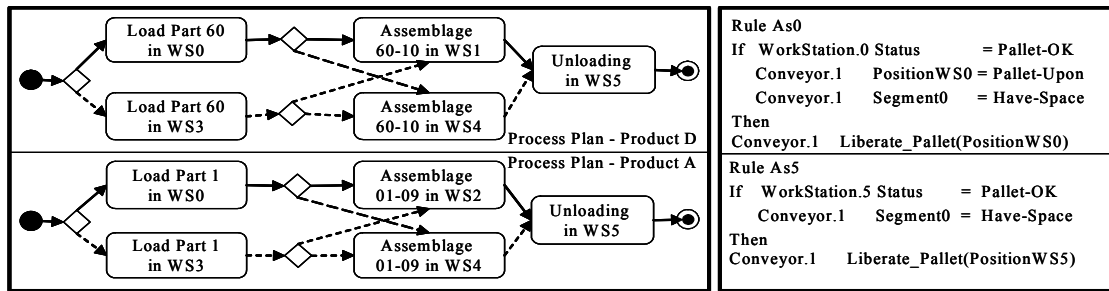 Load Part 60
in WS0
Assemblage
60-10 in WS1
Unloading
in WS5
Load Part 60
in WS3
Assemblage
60-10 in WS4
Process Plan - Product D
Process Plan - Product A
Load Part 1
in WS0
Assemblage
01-09 in WS2
Unloading
in WS5
Load Part 1
in WS3
Assemblage
01-09 in WS4
Rule As0
If WorkStation.0 Status = Pallet-OK
Conveyor.1 PositionWS0 = Pallet-Upon
Conveyor.1 Segment0 = Have-Space
Then
Conveyor.1 Liberate_Pallet(PositionWS0)
Rule As5
If WorkStation.5 Status = Pallet-OK
Conveyor.1 Segment0 = Have-Space
Then
Conveyor.1 Liberate_Pallet(PositionWS5)